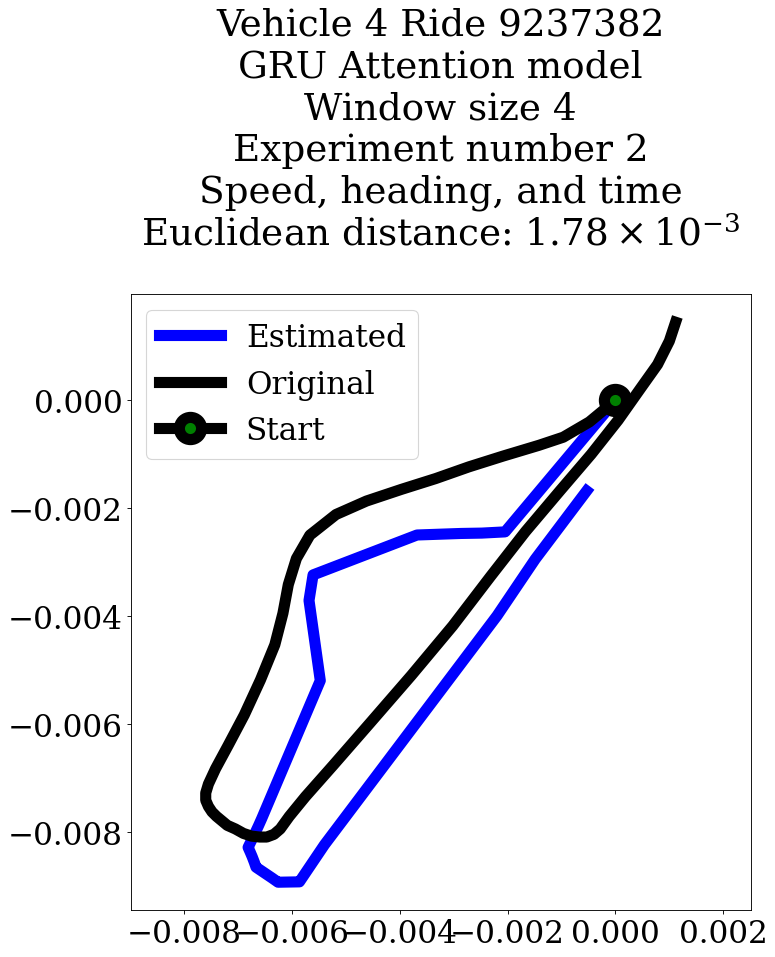 Vehicle 4 Ride 9237382
GRU Attention model
Window size 4
Experiment number 2
Speed, heading, and time
Euclidean distance: 1.78 × 10⁻³
Estimated
Original
Start
0.000
−0.002
−0.004
−0.006
−0.008
−0.008 −0.006 −0.004 −0.002 0.000 0.002